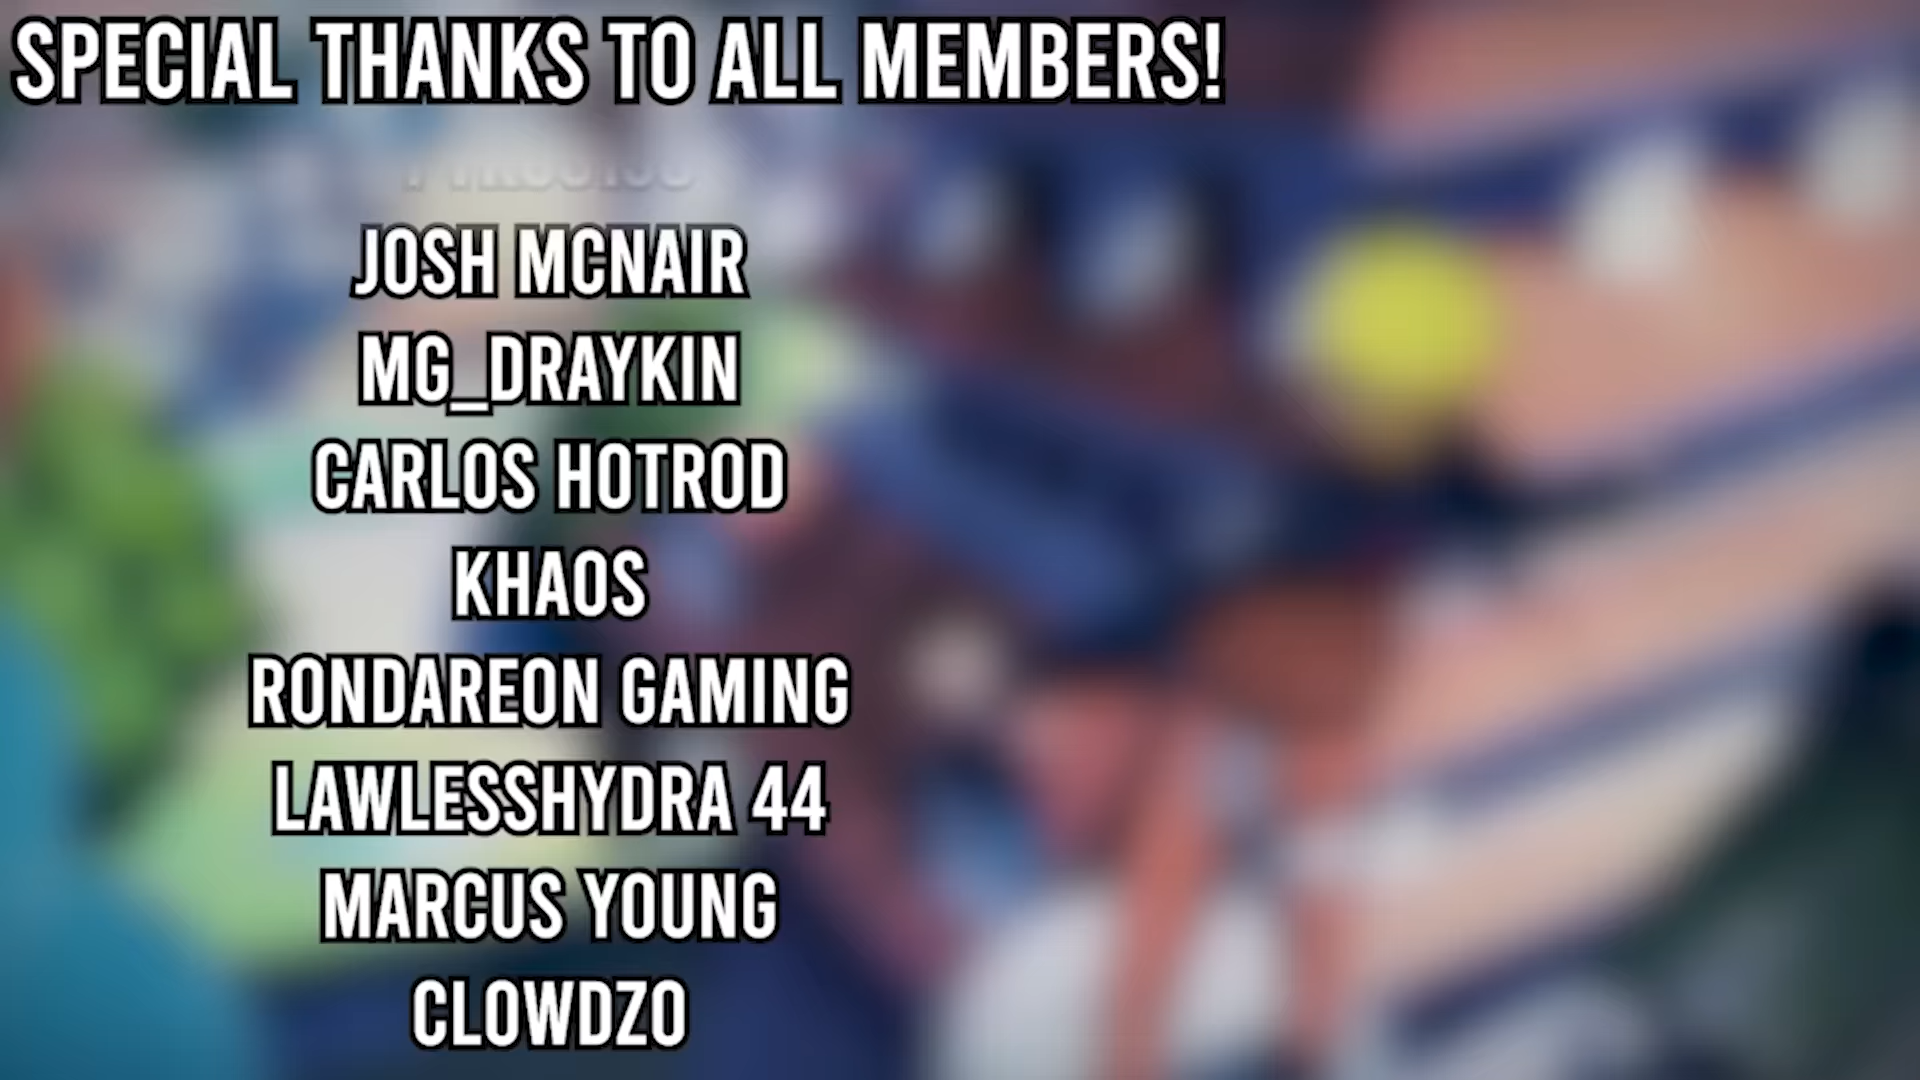 SPECIAL THANKS TO ALL MEMBERS!
JOSH MCNAIR
MG_DRAYKIN
CARLOS HOTROD
KHAOS
RONDAREON GAMING
LAWLESSHYDRA 44
MARCUS YOUNG
CLOWDZO